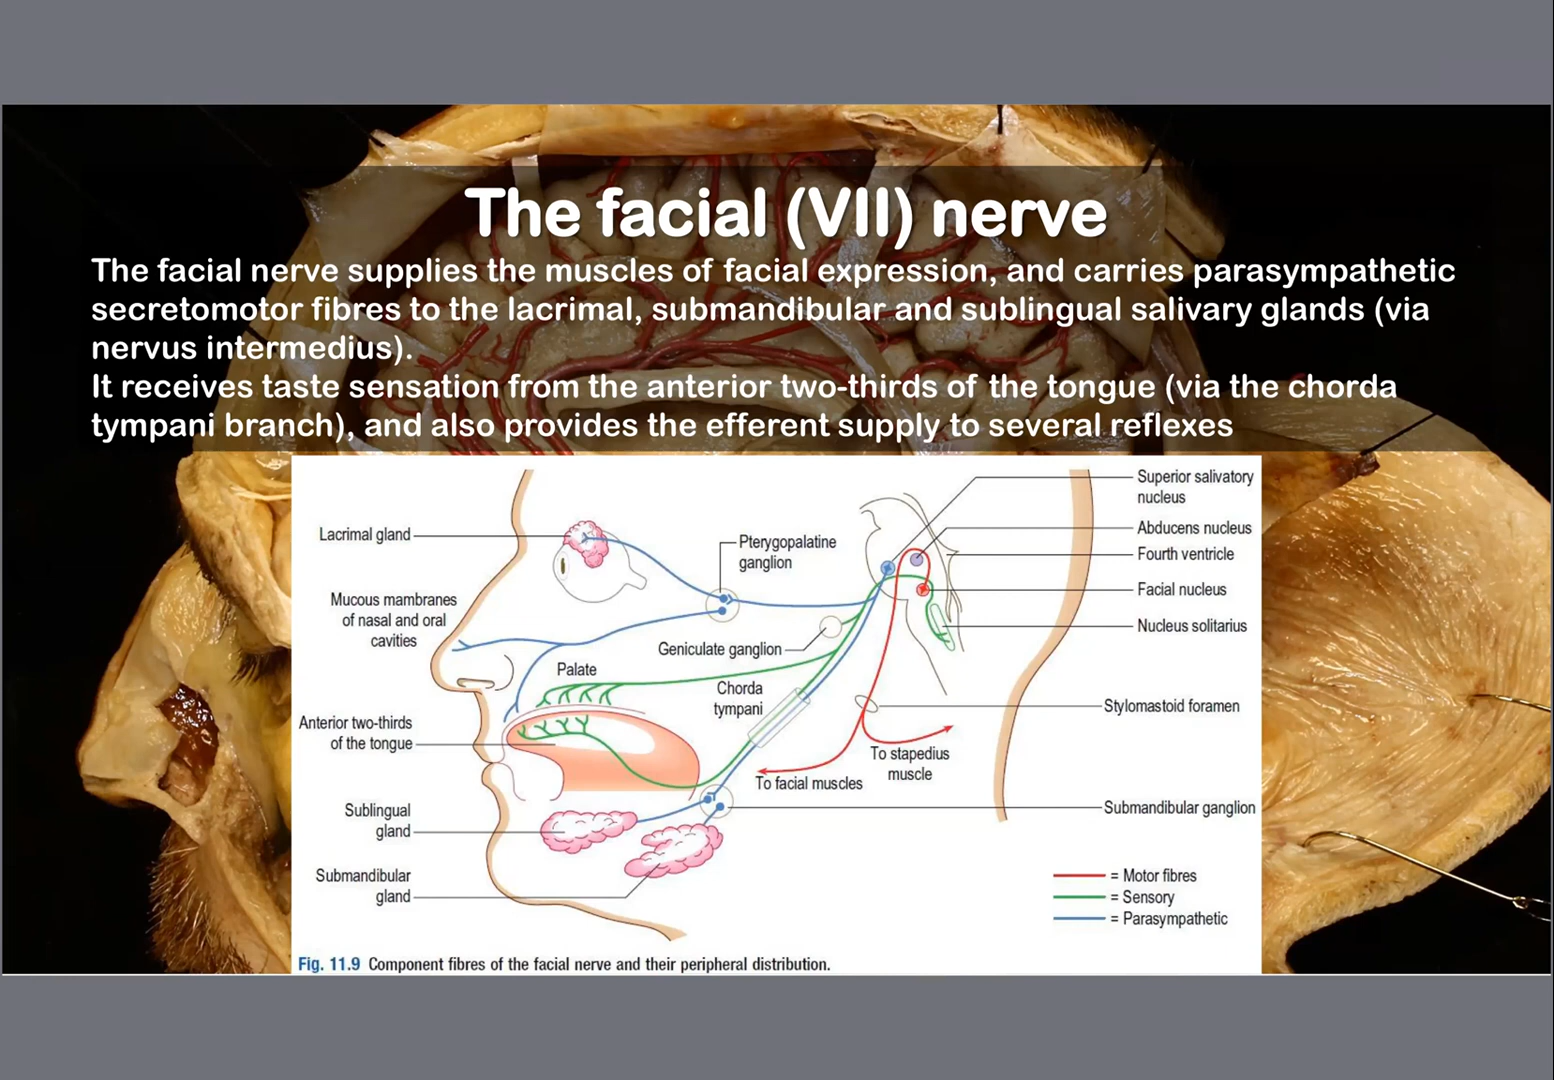 The facial (VII) nerve
The facial nerve supplies the muscles of facial expression, and carries parasympathetic
secretomotor fibres to the lacrimal, submandibular and sublingual salivary glands (via
nervus intermedius).
It receives taste sensation from the anterior two-thirds of the tongue (via the chorda
tympani branch), and also provides the efferent supply to several reflexes
Superior salivatory
nucleus
Lacrimal gland
Pterygopalatine
ganglion
Abducens nucleus
Fourth ventricle
Facial nucleus
Mucous mambranes
of nasal and oral
cavities
Nucleus solitarius
Geniculate ganglion
Palate
Chorda
tympani
Stylomastoid foramen
Anterior two-thirds
of the tongue
To stapedius
muscle
To facial muscles
Sublingual
gland
Submandibular ganglion
Submandibular
gland
= Motor fibres
= Sensory
= Parasympathetic
Fig. 11.9 Component fibres of the facial nerve and their peripheral distribution.